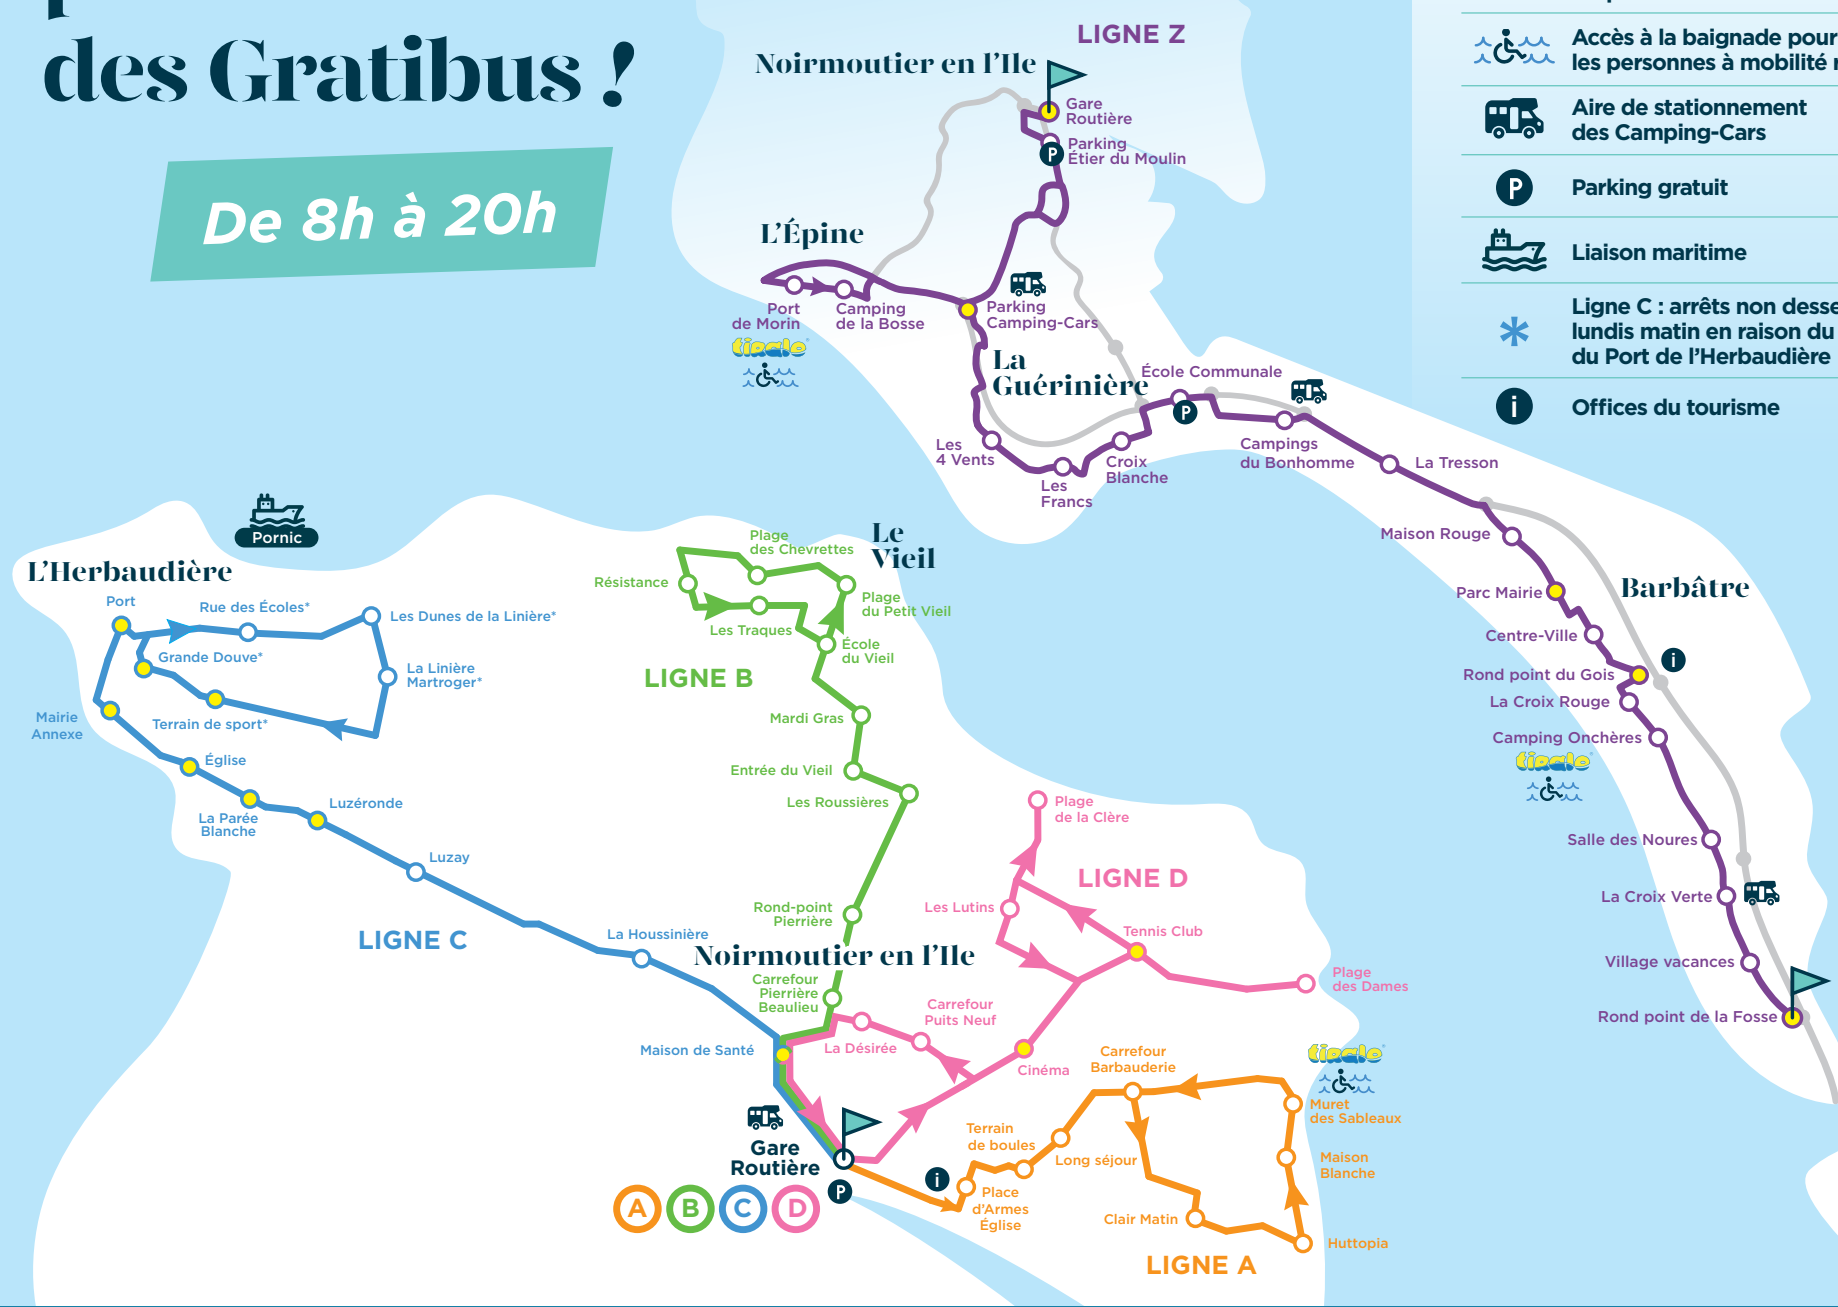 des Gratibus !
De 8h à 20h
LIGNE Z
Noirmoutier en l'Ile
Gare
Routière
Parking
Étier du Moulin
P
L'Épine
Port
de Morin
Camping
de la Bosse
Parking
Camping-Cars
tiralo
La
Guérinière
École Communale
P
Les
4 Vents
Les
Francs
Croix
Blanche
Campings
du Bonhomme
La Tresson
Maison Rouge
Parc Mairie
Barbâtre
Centre-Ville
i
Rond point du Gois
La Croix Rouge
Camping Onchères
tiralo
Salle des Noures
La Croix Verte
Village vacances
Rond point de la Fosse
Accès à la baignade pour
les personnes à mobilité
Aire de stationnement
des Camping-Cars
P
Parking gratuit
Liaison maritime
Ligne C : arrêts non desse
*
lundis matin en raison du
du Port de l'Herbaudière
i
Offices du tourisme
Pornic
L'Herbaudière
Port
Rue des Écoles*
Les Dunes de la Linière*
Grande Douve*
La Linière
Martroger*
Terrain de sport*
Mairie
Annexe
Église
La Parée
Blanche
Luzéronde
Luzay
LIGNE C
La Houssinière
Maison de Santé
Le
Vieil
Plage
des Chevrettes
Résistance
Plage
du Petit Vieil
Les Traques
École
du Vieil
LIGNE B
Mardi Gras
Entrée du Vieil
Les Roussières
Rond-point
Pierrière
Noirmoutier en l'Ile
Carrefour
Pierrière
Beaulieu
Plage
de la Clère
LIGNE D
Les Lutins
Tennis Club
Plage
des Dames
Carrefour
Puits Neuf
La Désirée
Cinéma
Carrefour
Barbauderie
tiralo
Muret
des Sableaux
Terrain
de boules
Long séjour
Maison
Blanche
Gare
Routière
P
i
Place
d'Armes
Église
Clair Matin
Huttopia
A
B
C
D
LIGNE A